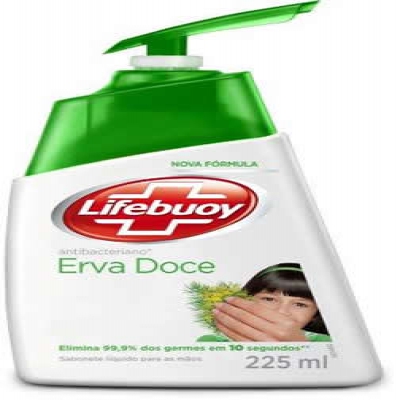 NOVA FÓRMULA
Lifebuoy
antibacteriano*
Erva Doce
Elimina 99,9% dos germes em 10 segundos**
Sabonete líquido para as mãos
225 ml